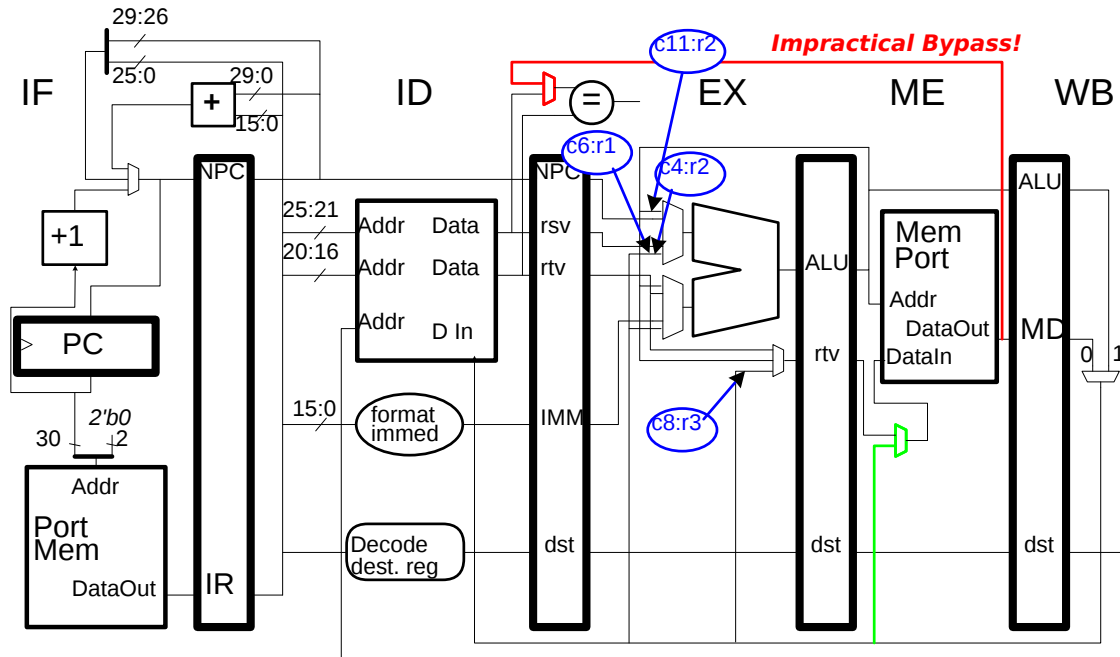 29:26
25:0
29:0
15:0
+
IF
ID
EX
ME
WB
Impractical Bypass!
c11:r2
=
c6:r1
c4:r2
NPC
NPC
+1
25:21
20:16
Addr
Data
Addr
Data
Addr
D In
rsv
rtv
ALU
ALU
Mem
Port
Addr
DataOut
DataIn
MD
0
1
PC
rtv
15:0
format
immed
IMM
c8:r3
2'b0
30
2
Addr
Port
Mem
DataOut
IR
Decode
dest. reg
dst
dst
dst